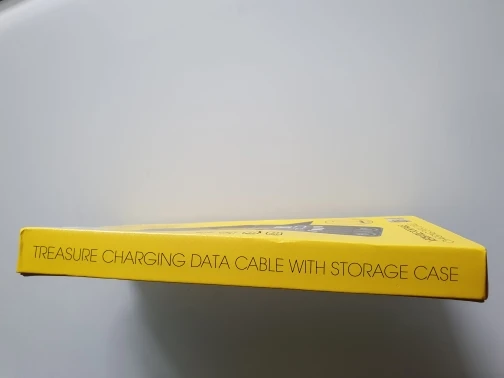 TREASURE CHARGING DATA CABLE WITH STORAGE CASE